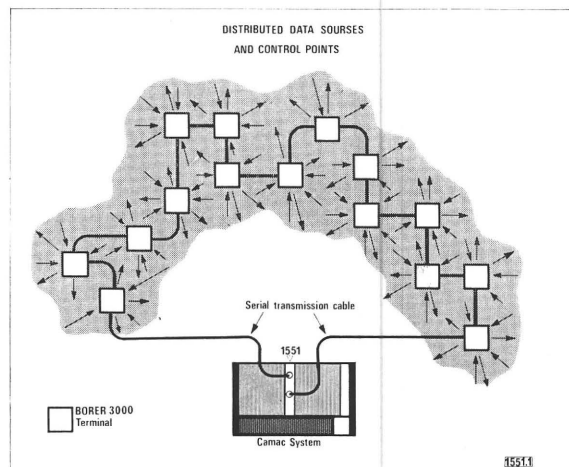 DISTRIBUTED DATA SOURSES
AND CONTROL POINTS
Serial transmission cable
1551
BORER 3000
Terminal
Camac System
1551.1